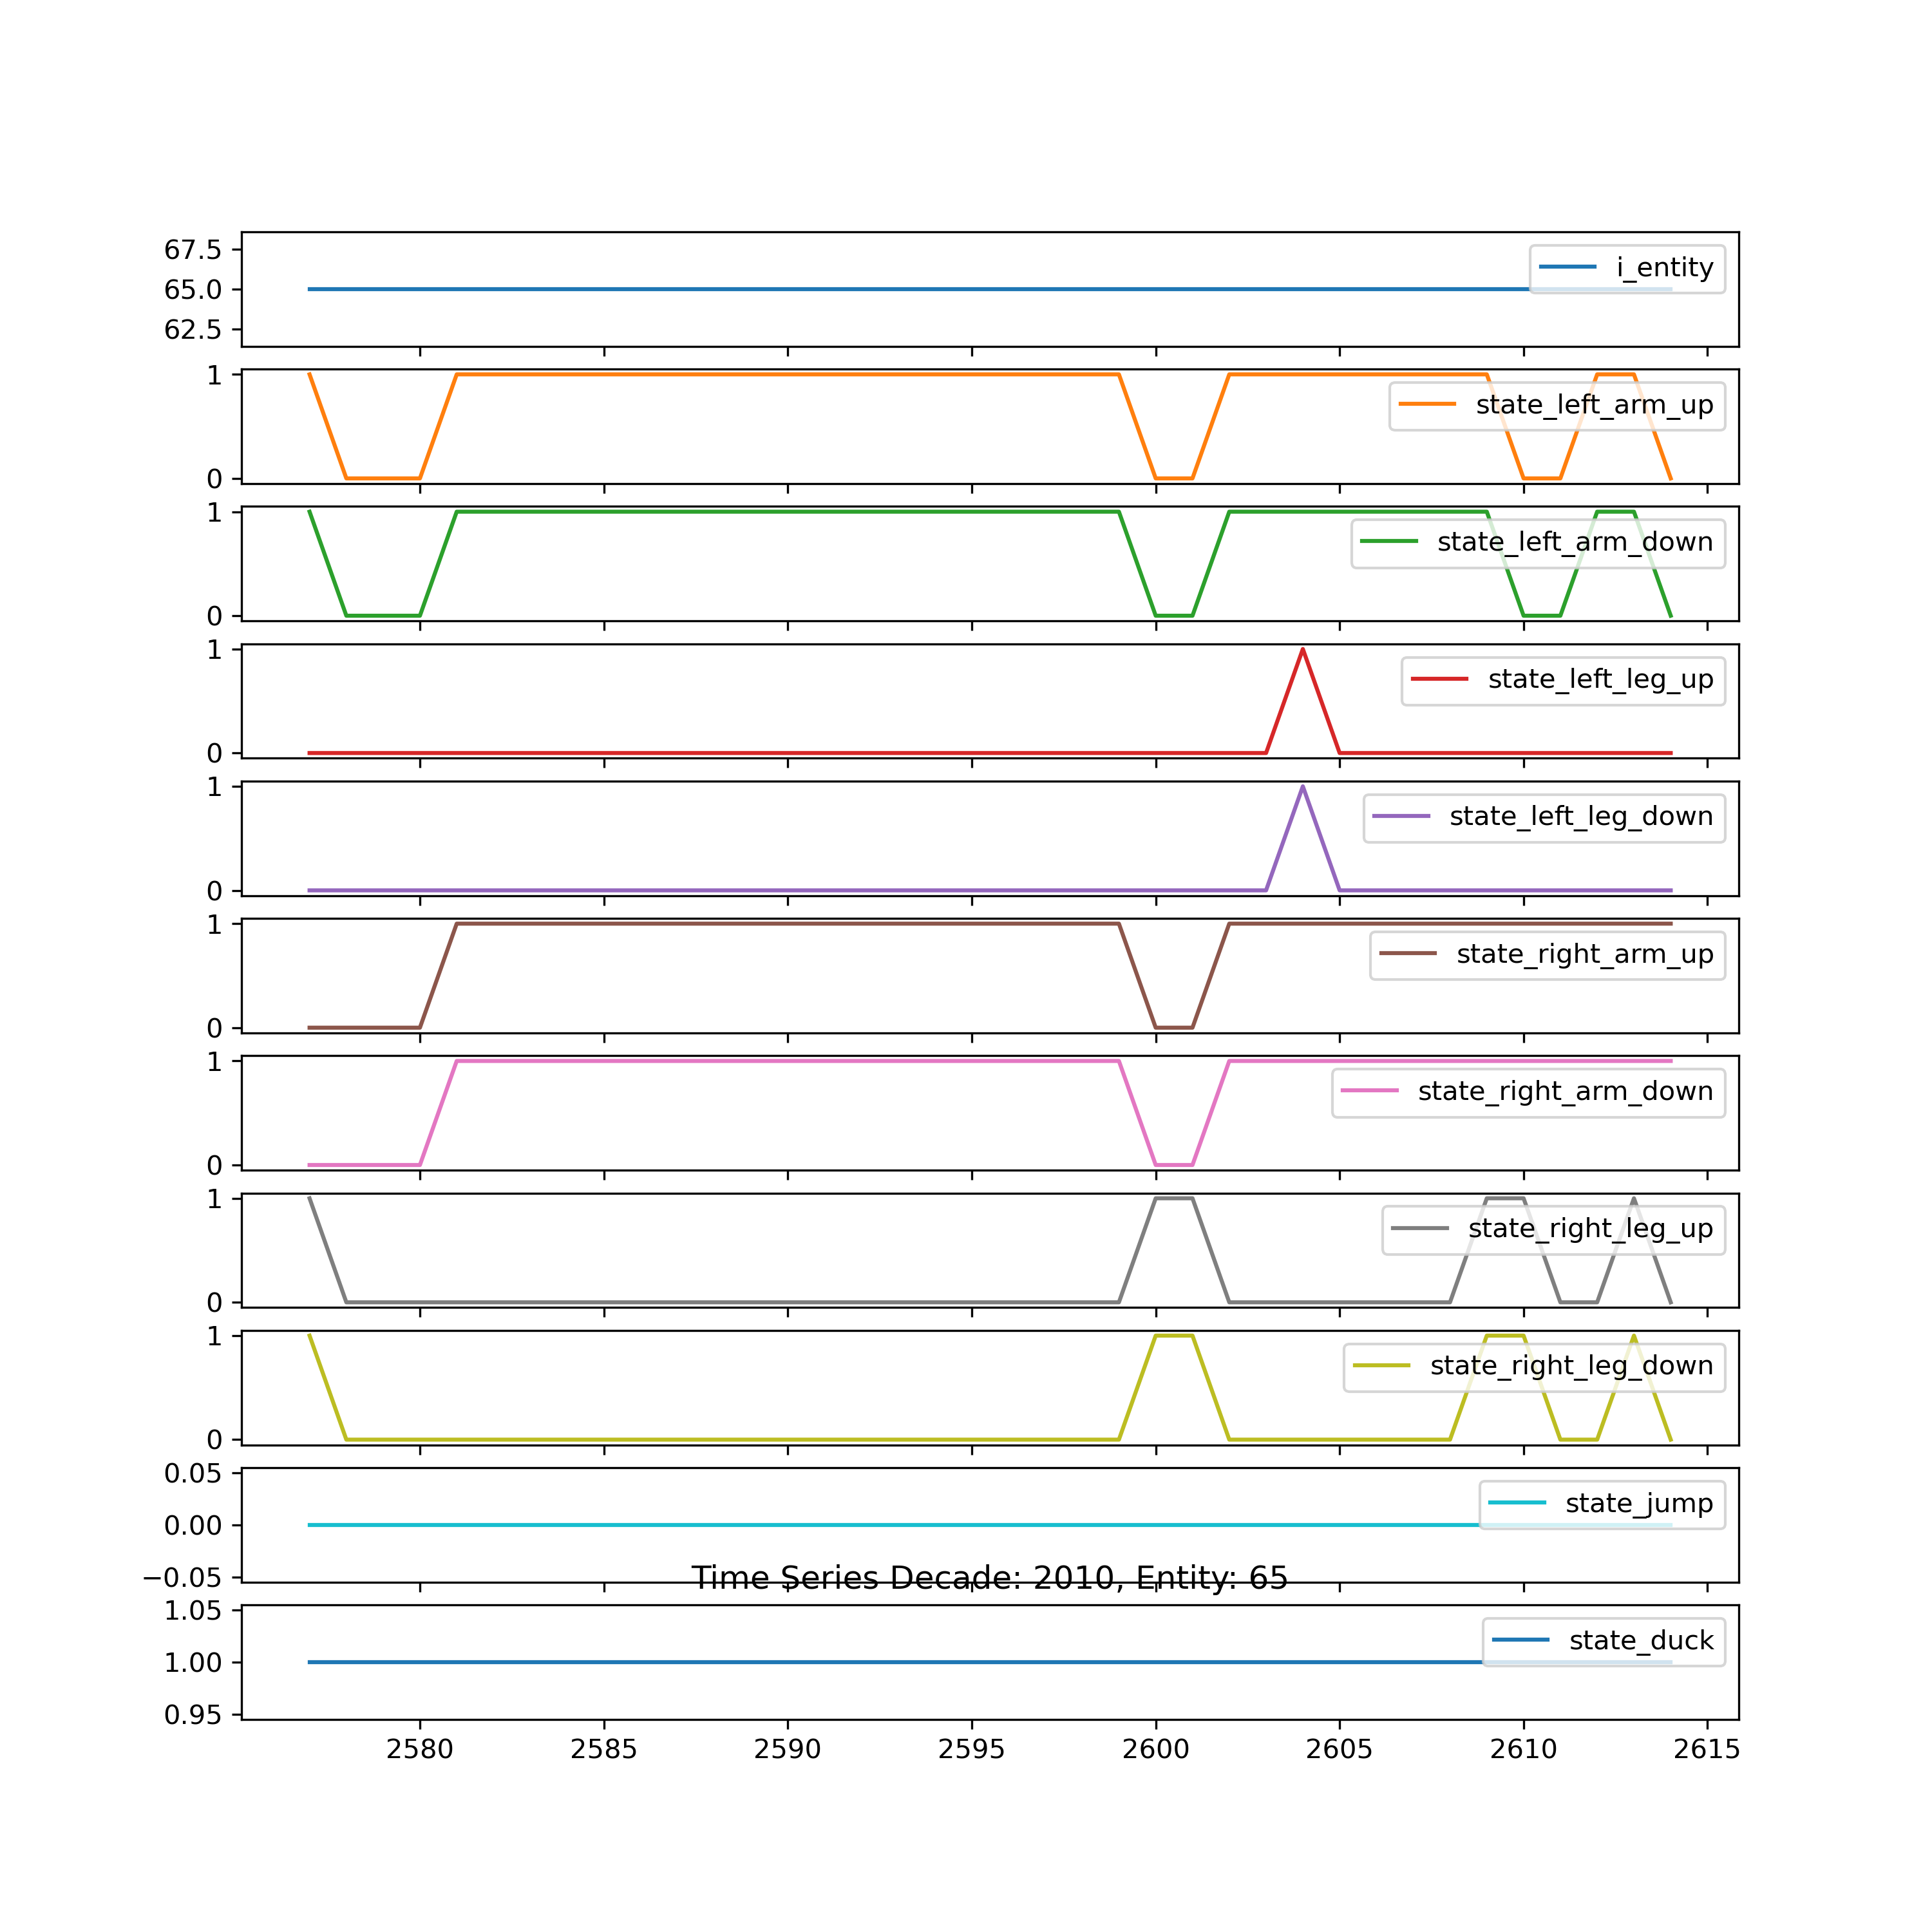 67.5
65.0
62.5
i_entity
1
0
state_left_arm_up
1
0
state_left_arm_down
1
0
state_left_leg_up
1
0
state_left_leg_down
1
0
state_right_arm_up
1
0
state_right_arm_down
1
0
state_right_leg_up
1
0
state_right_leg_down
0.05
0.00
−0.05
state_jump
Time Series Decade: 2010, Entity: 65
1.05
1.00
0.95
state_duck
2580 2585 2590 2595 2600 2605 2610 2615